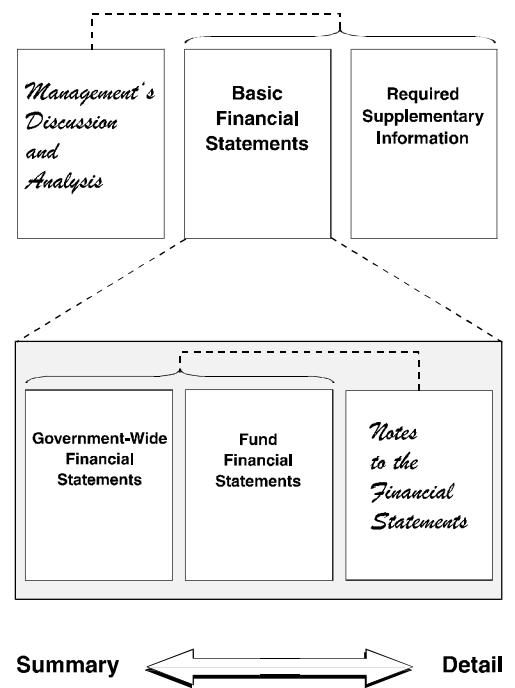 Management's
Discussion
and
Analysis
Basic
Financial
Statements
Required
Supplementary
Information
Government-Wide
Financial
Statements
Fund
Financial
Statements
Notes
to the
Financial
Statements
Summary
Detail